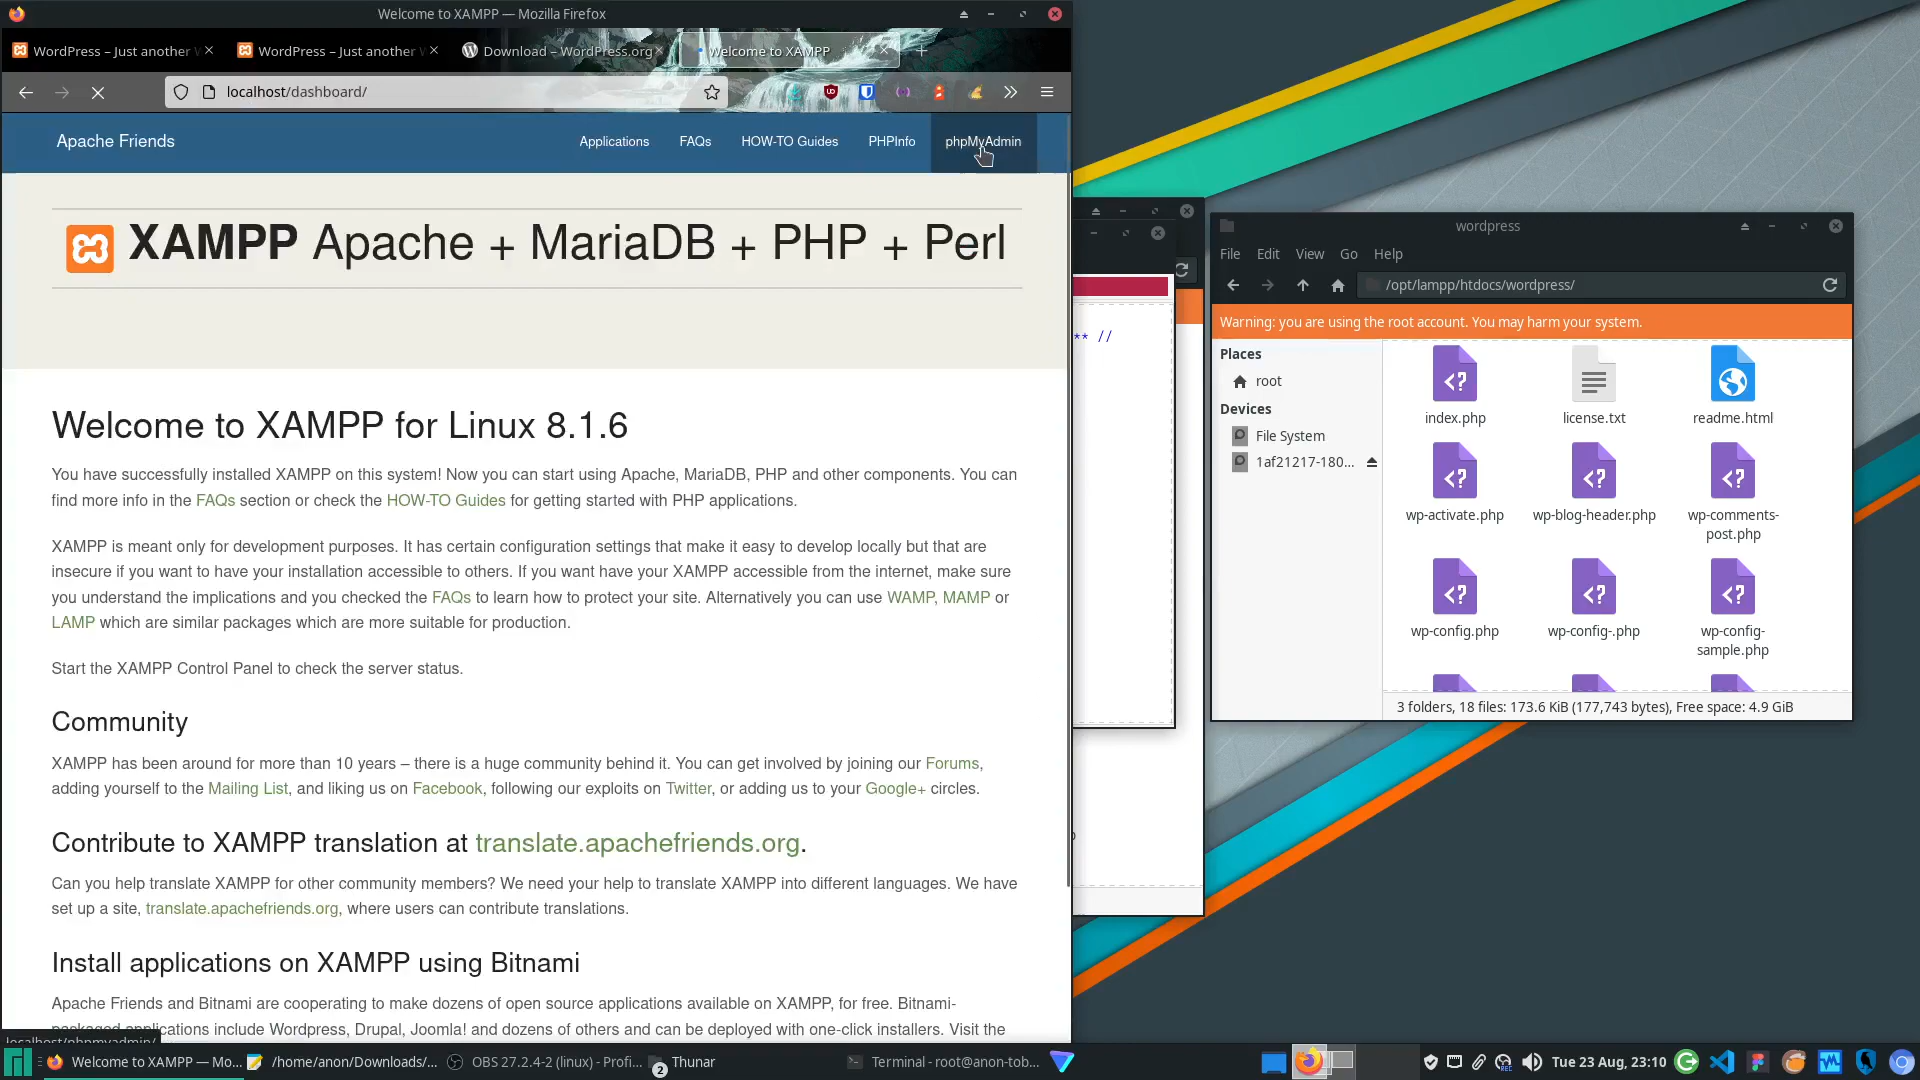 Welcome to XAMPP — Mozilla Firefox
WordPress – Just another
WordPress – Just another
Download – WordPress.org
Welcome to XAMPP
localhost/dashboard/
Apache Friends
Applications
FAQs
HOW-TO Guides
PHPInfo
phpMyAdmin
XAMPP Apache + MariaDB + PHP + Perl
Welcome to XAMPP for Linux 8.1.6
You have successfully installed XAMPP on this system! Now you can start using Apache, MariaDB, PHP and other components. You can
find more info in the FAQs section or check the HOW-TO Guides for getting started with PHP applications.
XAMPP is meant only for development purposes. It has certain configuration settings that make it easy to develop locally but that are
insecure if you want to have your installation accessible to others. If you want have your XAMPP accessible from the internet, make sure
you understand the implications and you checked the FAQs to learn how to protect your site. Alternatively you can use WAMP, MAMP or
LAMP which are similar packages which are more suitable for production.
Start the XAMPP Control Panel to check the server status.
Community
XAMPP has been around for more than 10 years – there is a huge community behind it. You can get involved by joining our Forums,
adding yourself to the Mailing List, and liking us on Facebook, following our exploits on Twitter, or adding us to your Google+ circles.
Contribute to XAMPP translation at translate.apachefriends.org.
Can you help translate XAMPP for other community members? We need your help to translate XAMPP into different languages. We have
set up a site, translate.apachefriends.org, where users can contribute translations.
Install applications on XAMPP using Bitnami
Apache Friends and Bitnami are cooperating to make dozens of open source applications available on XAMPP, for free. Bitnami-
packaged applications include Wordpress, Drupal, Joomla! and dozens of others and can be deployed with one-click installers. Visit the
localhost/phpmyadmin/
** //
wordpress
File Edit View Go Help
/opt/lampp/htdocs/wordpress/
Warning: you are using the root account. You may harm your system.
Places
root
Devices
File System
1af21217-180...
index.php
license.txt
readme.html
wp-activate.php
wp-blog-header.php
wp-comments-
post.php
wp-config.php
wp-config-.php
wp-config-
sample.php
3 folders, 18 files: 173.6 KiB (177,743 bytes), Free space: 4.9 GiB
Welcome to XAMPP — Mo...
/home/anon/Downloads/...
OBS 27.2.4-2 (linux) - Profi...
2
Thunar
Terminal - root@anon-tob...
REC
Tue 23 Aug, 23:10